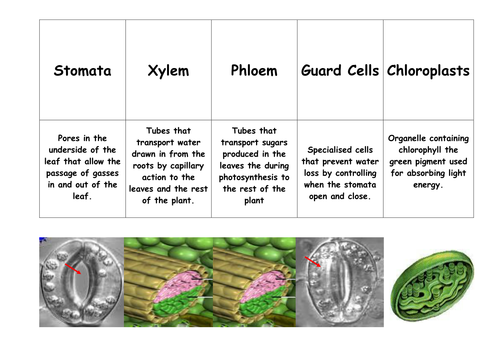 Stomata
Xylem
Phloem
Guard Cells
Chloroplasts
Pores in the
underside of the
leaf that allow the
passage of gasses
in and out of the
leaf.
Tubes that
transport water
drawn in from the
roots by capillary
action to the
leaves and the rest
of the plant.
Tubes that
transport sugars
produced in the
leaves the during
photosynthesis to
the rest of the
plant
Specialised cells
that prevent water
loss by controlling
when the stomata
open and close.
Organelle containing
chlorophyll the
green pigment used
for absorbing light
energy.